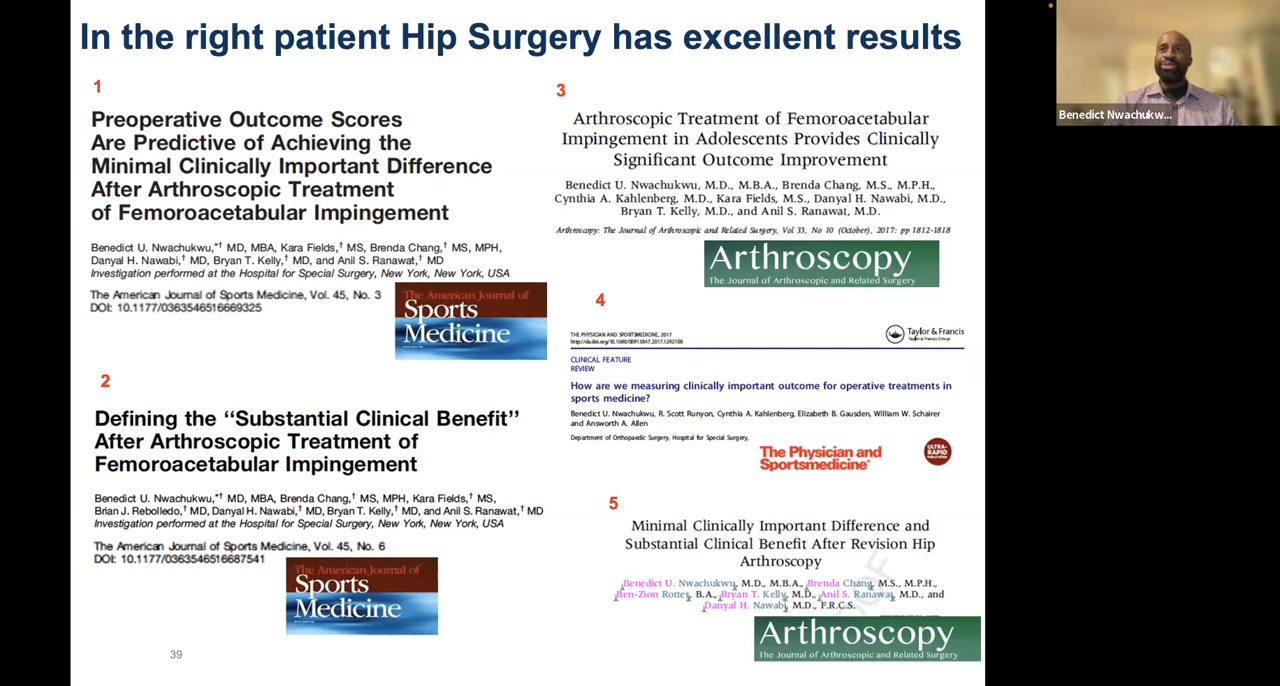 In the right patient Hip Surgery has excellent results
1
Preoperative Outcome Scores
Are Predictive of Achieving the
Minimal Clinically Important Difference
After Arthroscopic Treatment
of Femoroacetabular Impingement
Benedict U. Nwachukwu,*† MD, MBA, Kara Fields,† MS, Brenda Chang,† MS, MPH,
Danyal H. Nawabi,† MD, Bryan T. Kelly,† MD, and Anil S. Ranawat,† MD
Investigation performed at the Hospital for Special Surgery, New York, New York, USA
The American Journal of Sports Medicine, Vol. 45, No. 3
DOI: 10.1177/0363546516669325
The American Journal of
Sports
Medicine
2
Defining the “Substantial Clinical Benefit”
After Arthroscopic Treatment of
Femoroacetabular Impingement
Benedict U. Nwachukwu,*† MD, MBA, Brenda Chang,† MS, MPH, Kara Fields,† MS,
Brian J. Rebolledo,† MD, Danyal H. Nawabi,† MD, Bryan T. Kelly,† MD, and Anil S. Ranawat,† MD
Investigation performed at the Hospital for Special Surgery, New York, New York, USA
The American Journal of Sports Medicine, Vol. 45, No. 6
DOI: 10.1177/0363546516687541
The American Journal of
Sports
Medicine
39
3
Arthroscopic Treatment of Femoroacetabular
Impingement in Adolescents Provides Clinically
Significant Outcome Improvement
Benedict U. Nwachukwu, M.D., M.B.A., Brenda Chang, M.S., M.P.H.,
Cynthia A. Kahlenberg, M.D., Kara Fields, M.S., Danyal H. Nawabi, M.D.,
Bryan T. Kelly, M.D., and Anil S. Ranawat, M.D.
Arthroscopy: The Journal of Arthroscopic and Related Surgery, Vol 33, No 10 (October), 2017: pp 1812-1818
Arthroscopy
The Journal of Arthroscopic and Related Surgery
4
THE PHYSICIAN AND SPORTSMEDICINE, 2017
http://dx.doi.org/10.1080/00913847.2017.1292108
Taylor & Francis
Taylor & Francis Group
CLINICAL FEATURE
REVIEW
How are we measuring clinically important outcome for operative treatments in
sports medicine?
Benedict U. Nwachukwu, R. Scott Runyon, Cynthia A. Kahlenberg, Elizabeth B. Gausden, William W. Schairer
and Answorth A. Allen
Department of Orthopaedic Surgery, Hospital for Special Surgery,
The Physician and
Sportsmedicine
ULTRA-
RAPID
5
Minimal Clinically Important Difference and
Substantial Clinical Benefit After Revision Hip
Arthroscopy
Benedict U. Nwachukwu, M.D., M.B.A., Brenda Chang, M.S., M.P.H.,
Ben-Zion Rotter, B.A., Bryan T. Kelly, M.D., Anil S. Ranawat, M.D., and
Danyal H. Nawabi, M.D., F.R.C.S.
Arthroscopy
The Journal of Arthroscopic and Related Surgery
Benedict Nwachukw...